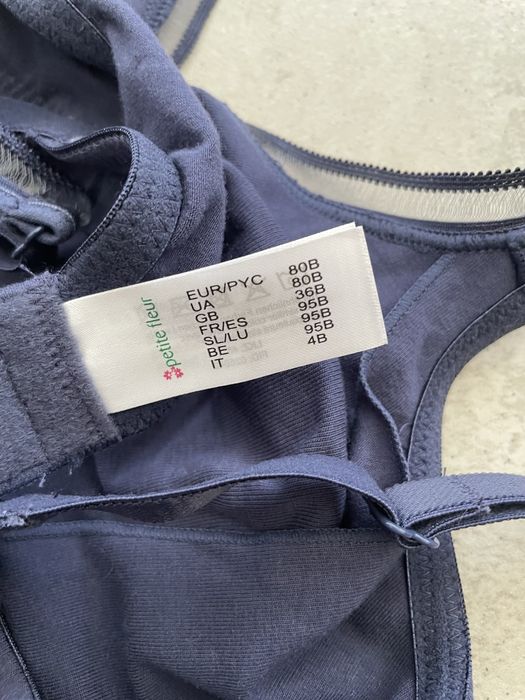 petite fleur
EUR/PYC 80B
UA 80B
GB 36B
FR/ES 95B
SL/LU 95B
BE 95B
IT 4B